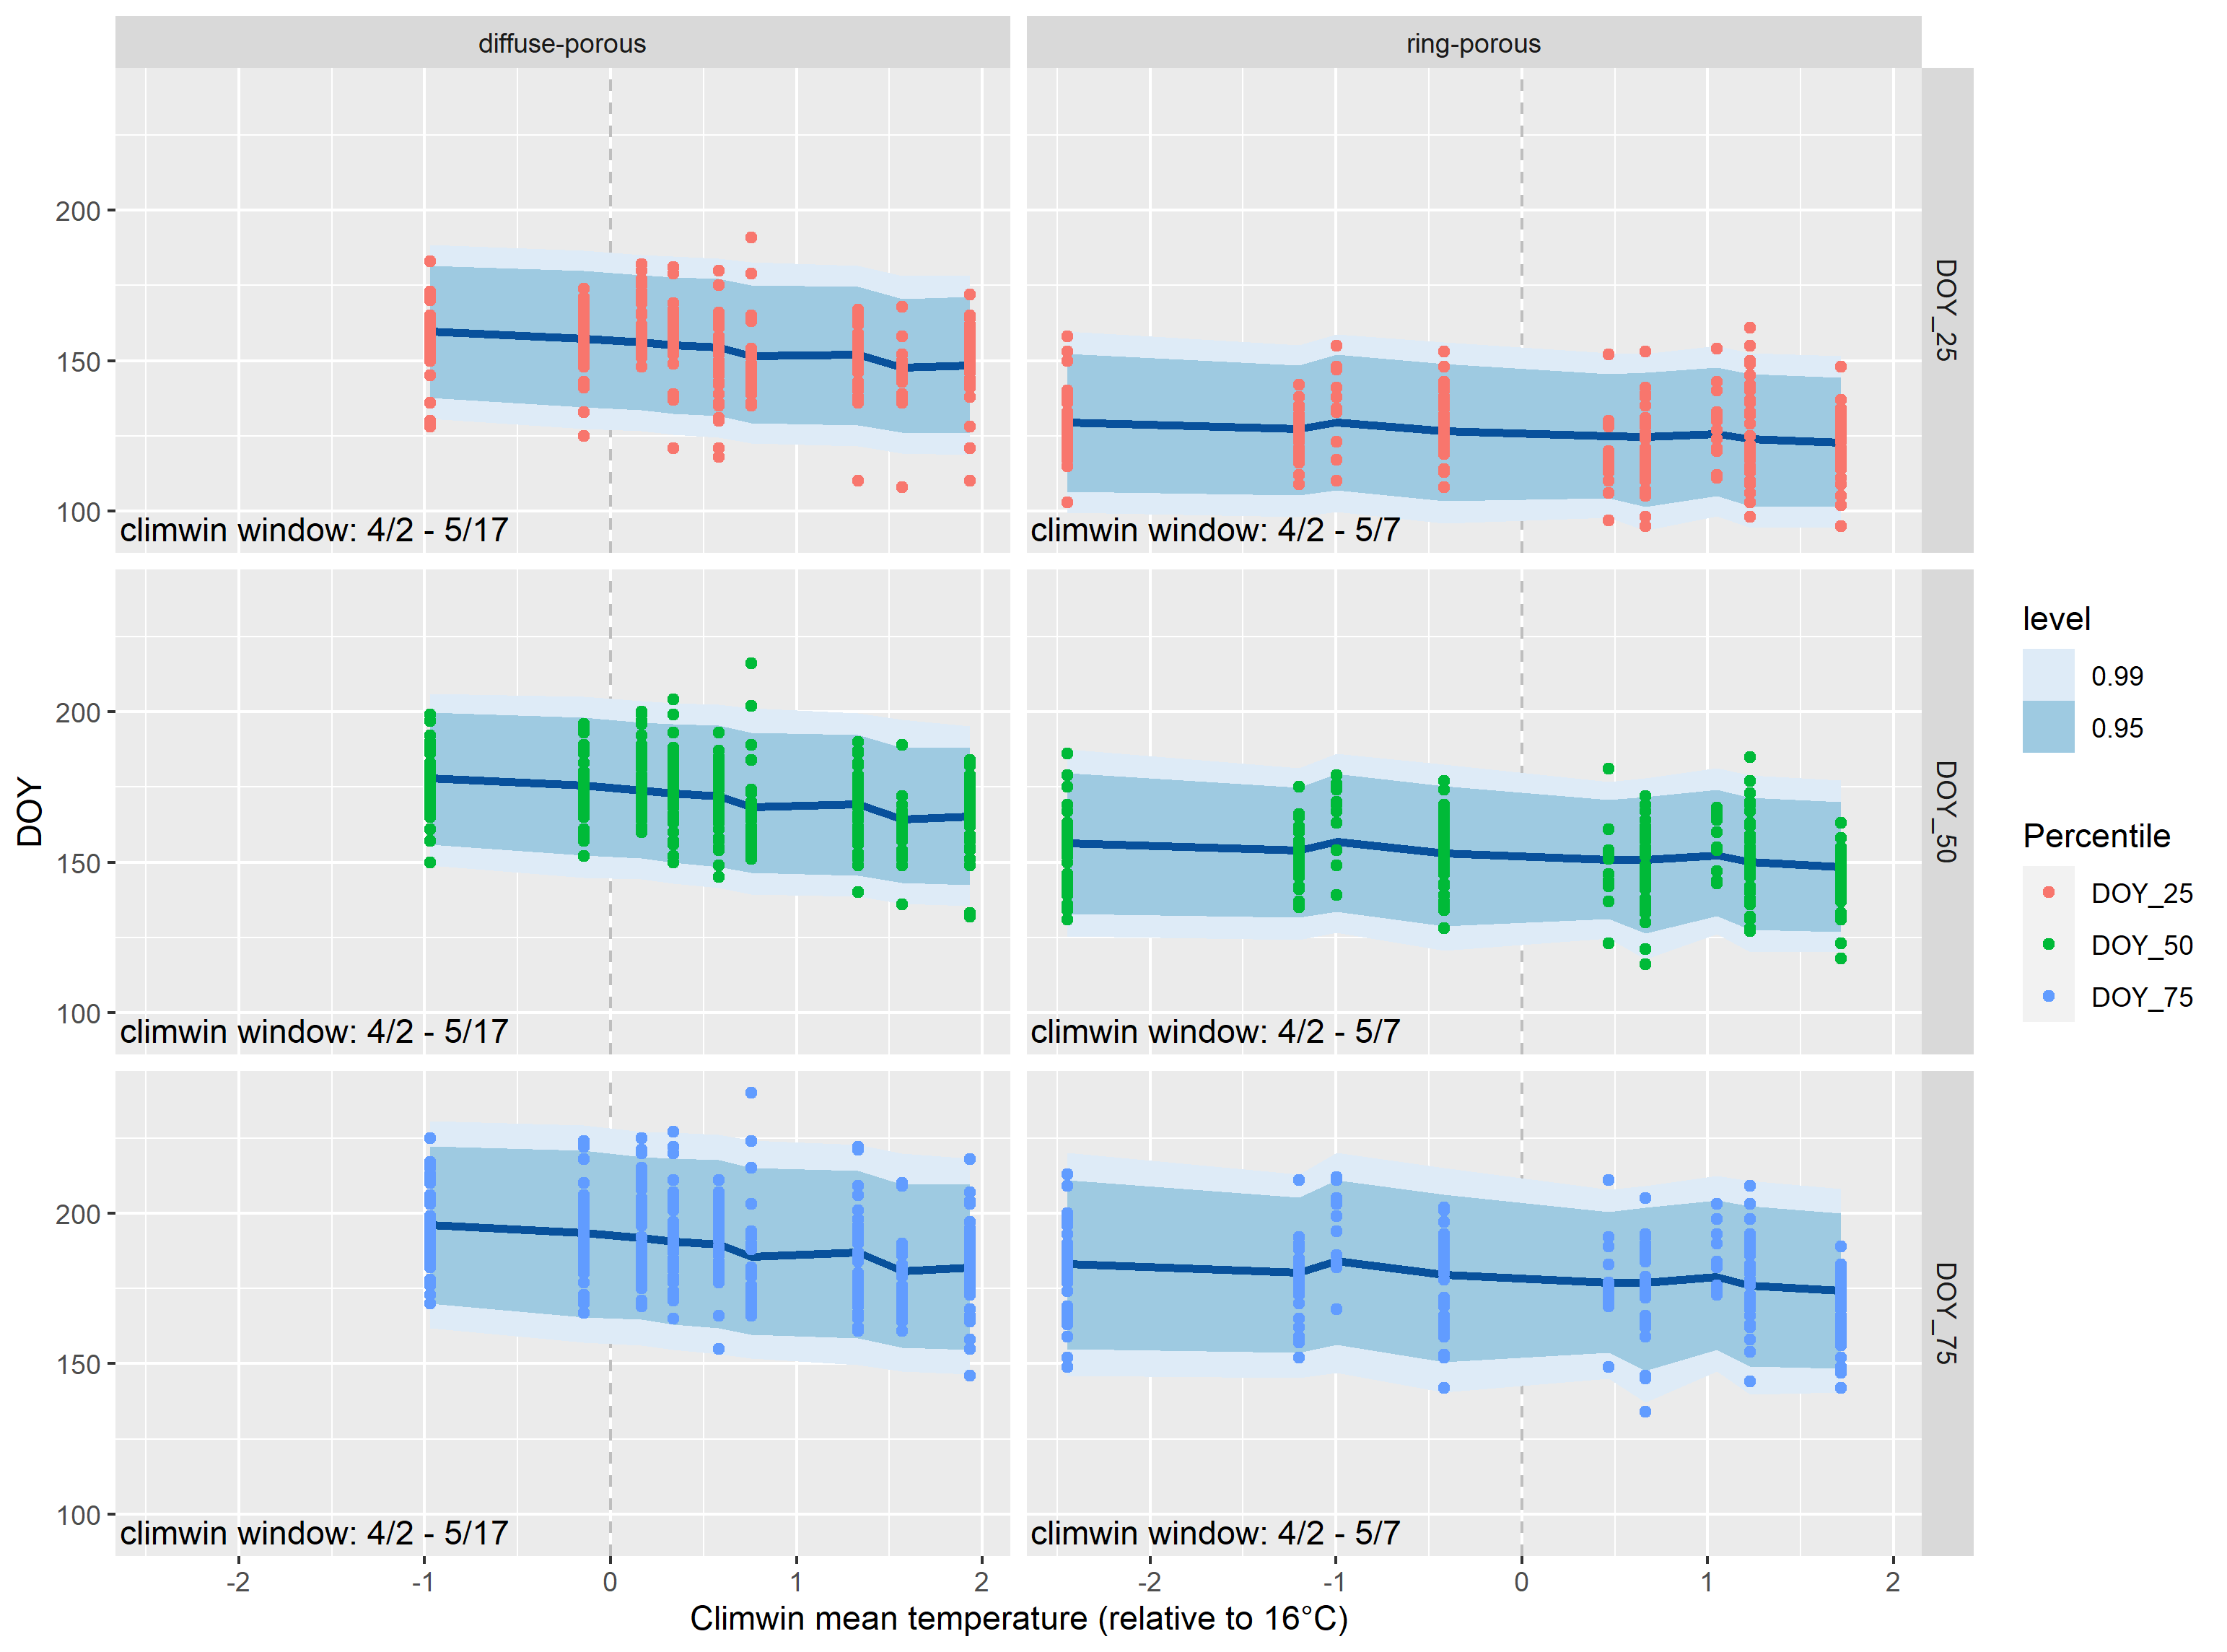 diffuse-porous
ring-porous
200
150
100
climwin window: 4/2 - 5/17
climwin window: 4/2 - 5/7
DOY_25
200
150
100
climwin window: 4/2 - 5/17
climwin window: 4/2 - 5/7
DOY_50
DOY
200
150
100
climwin window: 4/2 - 5/17
climwin window: 4/2 - 5/7
DOY_75
-2 -1 0 1 2
-2 -1 0 1 2
Climwin mean temperature (relative to 16°C)
level
0.99
0.95
Percentile
DOY_25
DOY_50
DOY_75